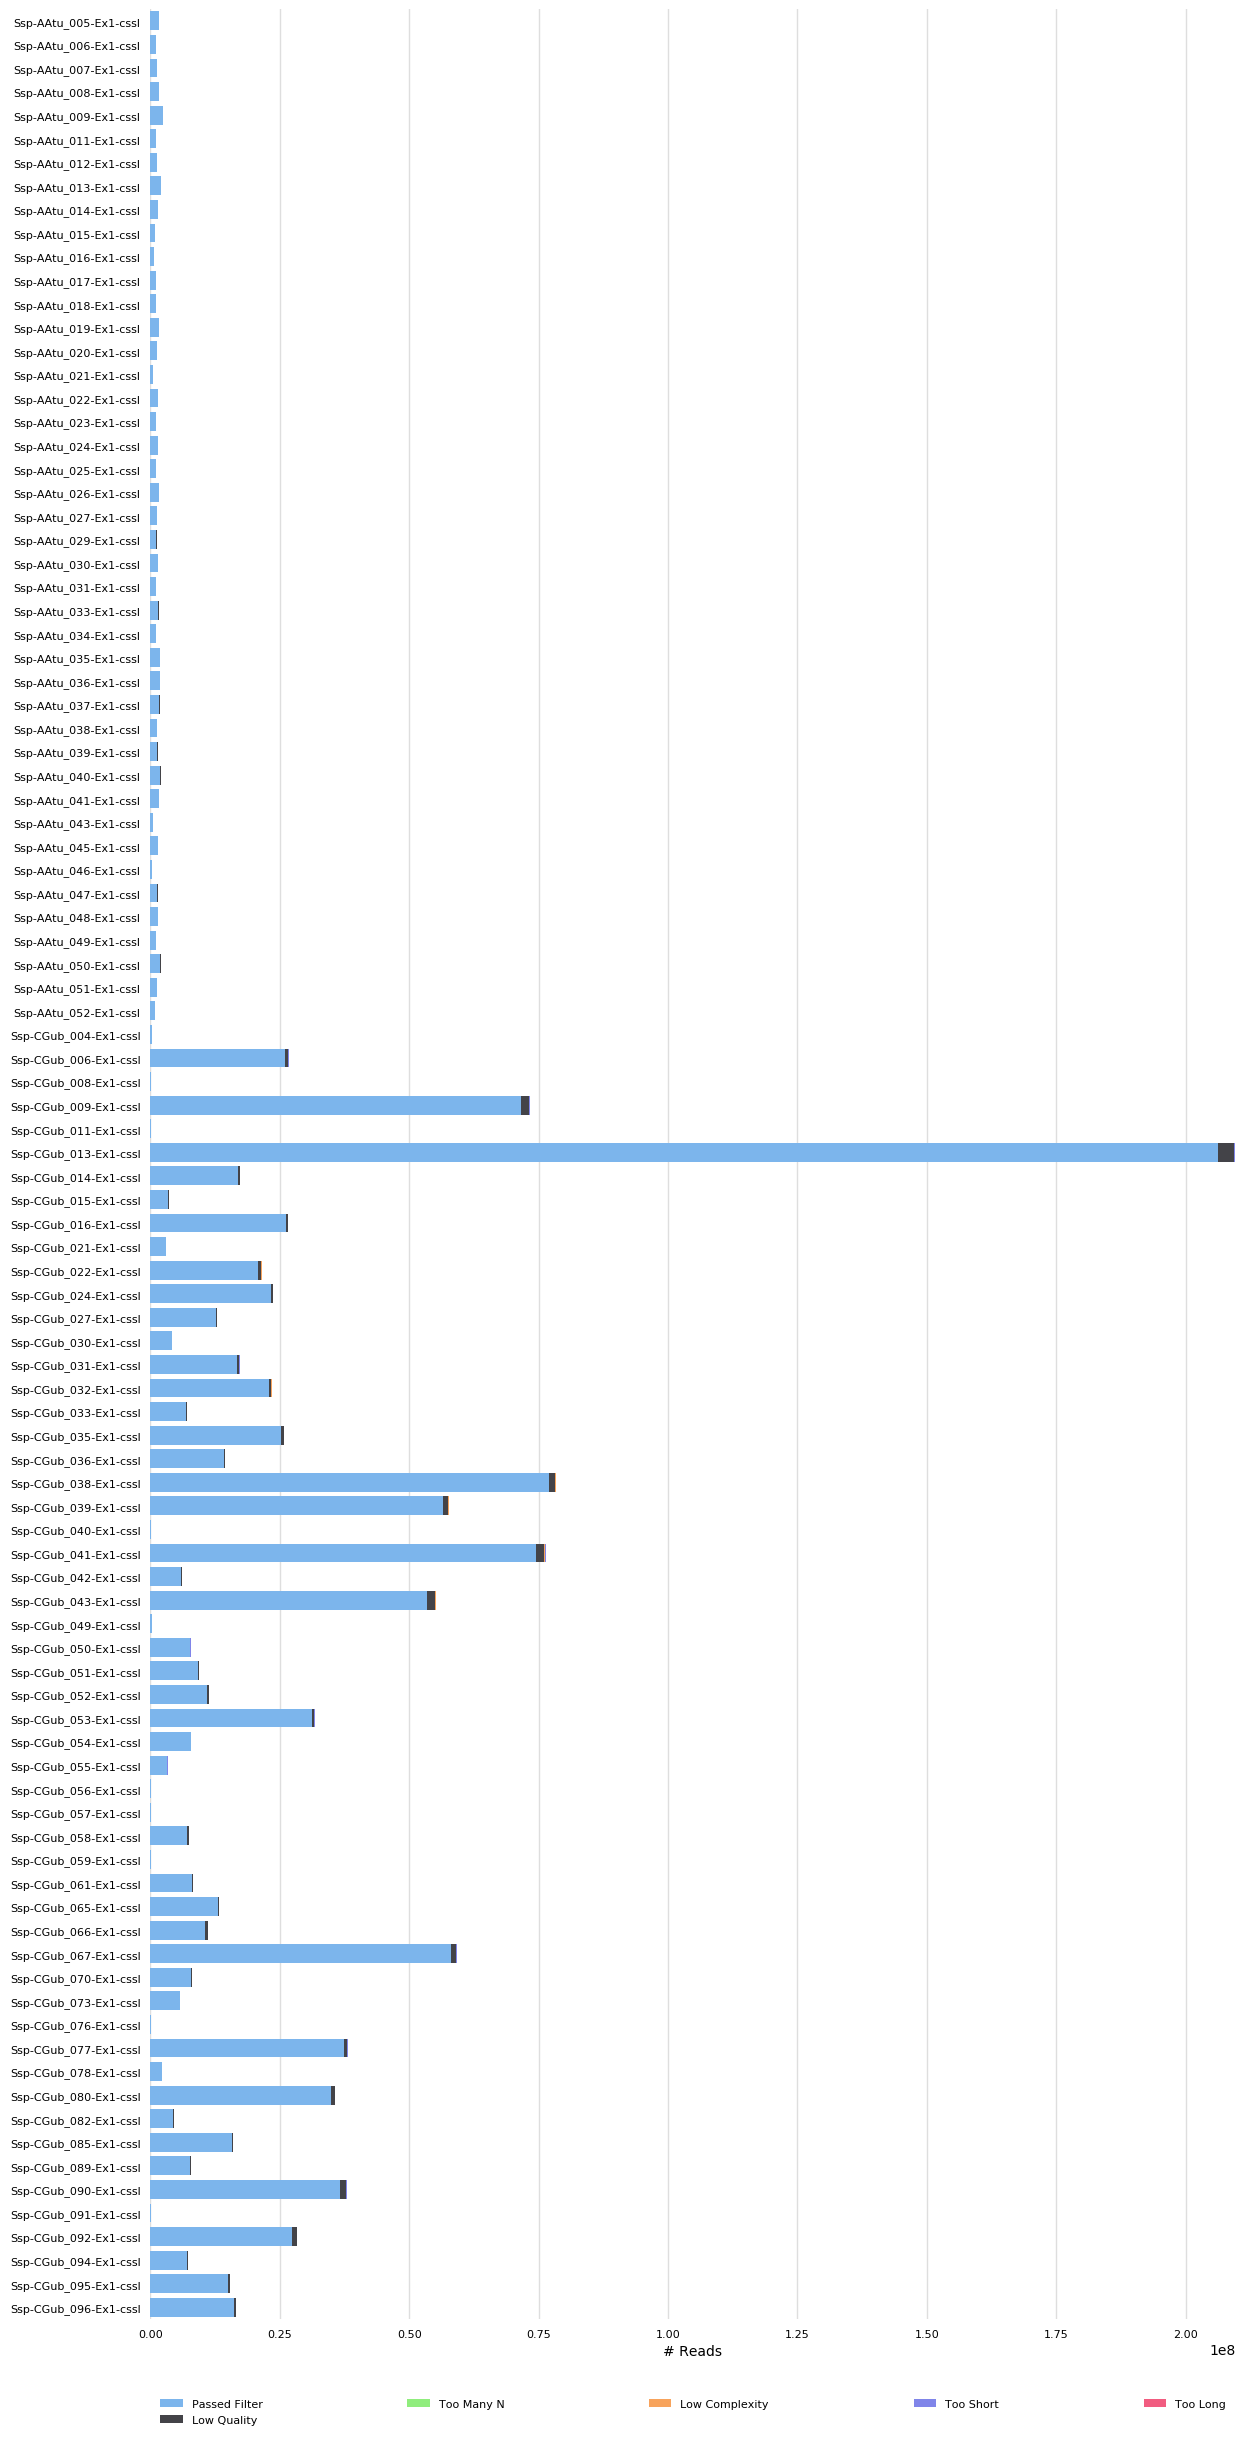 Ssp-AAtu_005-Ex1-cssl
Ssp-AAtu_006-Ex1-cssl
Ssp-AAtu_007-Ex1-cssl
Ssp-AAtu_008-Ex1-cssl
Ssp-AAtu_009-Ex1-cssl
Ssp-AAtu_011-Ex1-cssl
Ssp-AAtu_012-Ex1-cssl
Ssp-AAtu_013-Ex1-cssl
Ssp-AAtu_014-Ex1-cssl
Ssp-AAtu_015-Ex1-cssl
Ssp-AAtu_016-Ex1-cssl
Ssp-AAtu_017-Ex1-cssl
Ssp-AAtu_018-Ex1-cssl
Ssp-AAtu_019-Ex1-cssl
Ssp-AAtu_020-Ex1-cssl
Ssp-AAtu_021-Ex1-cssl
Ssp-AAtu_022-Ex1-cssl
Ssp-AAtu_023-Ex1-cssl
Ssp-AAtu_024-Ex1-cssl
Ssp-AAtu_025-Ex1-cssl
Ssp-AAtu_026-Ex1-cssl
Ssp-AAtu_027-Ex1-cssl
Ssp-AAtu_029-Ex1-cssl
Ssp-AAtu_030-Ex1-cssl
Ssp-AAtu_031-Ex1-cssl
Ssp-AAtu_033-Ex1-cssl
Ssp-AAtu_034-Ex1-cssl
Ssp-AAtu_035-Ex1-cssl
Ssp-AAtu_036-Ex1-cssl
Ssp-AAtu_037-Ex1-cssl
Ssp-AAtu_038-Ex1-cssl
Ssp-AAtu_039-Ex1-cssl
Ssp-AAtu_040-Ex1-cssl
Ssp-AAtu_041-Ex1-cssl
Ssp-AAtu_043-Ex1-cssl
Ssp-AAtu_045-Ex1-cssl
Ssp-AAtu_046-Ex1-cssl
Ssp-AAtu_047-Ex1-cssl
Ssp-AAtu_048-Ex1-cssl
Ssp-AAtu_049-Ex1-cssl
Ssp-AAtu_050-Ex1-cssl
Ssp-AAtu_051-Ex1-cssl
Ssp-AAtu_052-Ex1-cssl
Ssp-CGub_004-Ex1-cssl
Ssp-CGub_006-Ex1-cssl
Ssp-CGub_008-Ex1-cssl
Ssp-CGub_009-Ex1-cssl
Ssp-CGub_011-Ex1-cssl
Ssp-CGub_013-Ex1-cssl
Ssp-CGub_014-Ex1-cssl
Ssp-CGub_015-Ex1-cssl
Ssp-CGub_016-Ex1-cssl
Ssp-CGub_021-Ex1-cssl
Ssp-CGub_022-Ex1-cssl
Ssp-CGub_024-Ex1-cssl
Ssp-CGub_027-Ex1-cssl
Ssp-CGub_030-Ex1-cssl
Ssp-CGub_031-Ex1-cssl
Ssp-CGub_032-Ex1-cssl
Ssp-CGub_033-Ex1-cssl
Ssp-CGub_035-Ex1-cssl
Ssp-CGub_036-Ex1-cssl
Ssp-CGub_038-Ex1-cssl
Ssp-CGub_039-Ex1-cssl
Ssp-CGub_040-Ex1-cssl
Ssp-CGub_041-Ex1-cssl
Ssp-CGub_042-Ex1-cssl
Ssp-CGub_043-Ex1-cssl
Ssp-CGub_049-Ex1-cssl
Ssp-CGub_050-Ex1-cssl
Ssp-CGub_051-Ex1-cssl
Ssp-CGub_052-Ex1-cssl
Ssp-CGub_053-Ex1-cssl
Ssp-CGub_054-Ex1-cssl
Ssp-CGub_055-Ex1-cssl
Ssp-CGub_056-Ex1-cssl
Ssp-CGub_057-Ex1-cssl
Ssp-CGub_058-Ex1-cssl
Ssp-CGub_059-Ex1-cssl
Ssp-CGub_061-Ex1-cssl
Ssp-CGub_065-Ex1-cssl
Ssp-CGub_066-Ex1-cssl
Ssp-CGub_067-Ex1-cssl
Ssp-CGub_070-Ex1-cssl
Ssp-CGub_073-Ex1-cssl
Ssp-CGub_076-Ex1-cssl
Ssp-CGub_077-Ex1-cssl
Ssp-CGub_078-Ex1-cssl
Ssp-CGub_080-Ex1-cssl
Ssp-CGub_082-Ex1-cssl
Ssp-CGub_085-Ex1-cssl
Ssp-CGub_089-Ex1-cssl
Ssp-CGub_090-Ex1-cssl
Ssp-CGub_091-Ex1-cssl
Ssp-CGub_092-Ex1-cssl
Ssp-CGub_094-Ex1-cssl
Ssp-CGub_095-Ex1-cssl
Ssp-CGub_096-Ex1-cssl
0.00 0.25 0.50 0.75 1.00 1.25 1.50 1.75 2.00
# Reads 1e8
Passed Filter Too Many N Low Complexity Too Short Too Long
Low Quality